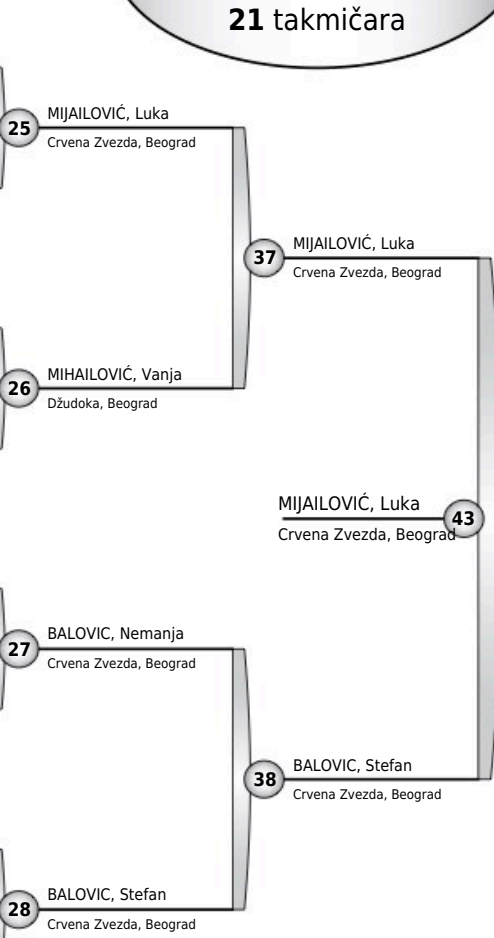 21 takmičara
25
MIJAILOVIĆ, Luka
Crvena Zvezda, Beograd
37
MIJAILOVIĆ, Luka
Crvena Zvezda, Beograd
26
MIHAILOVIĆ, Vanja
Džudoka, Beograd
MIJAILOVIĆ, Luka
Crvena Zvezda, Beograd
43
27
BALOVIC, Nemanja
Crvena Zvezda, Beograd
38
BALOVIC, Stefan
Crvena Zvezda, Beograd
28
BALOVIC, Stefan
Crvena Zvezda, Beograd